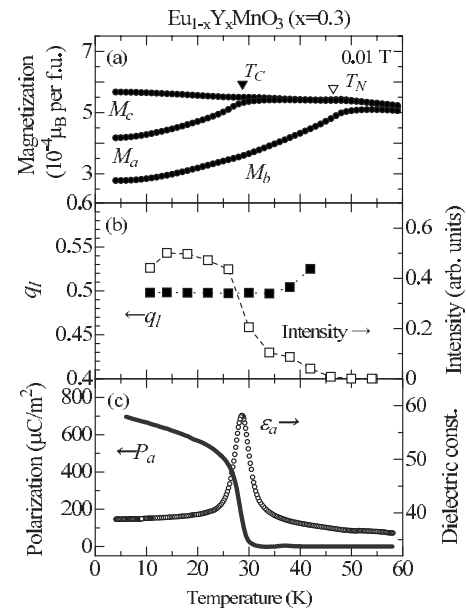 Eu1-xYxMnO3 (x=0.3)
7
(a)
0.01 T
TC
TN
Mc
5
Ma
Mb
3
Magnetization
(10-4μB per f.u.)
0.6
(b)
0.6
0.55
0.4
ql
0.5
←ql
Intensity→
0.45
0.2
0.4
0
Intensity (arb. units)
800
(c)
60
εa→
600
←Pa
50
400
200
40
0
Polarization (μC/m2)
Dielectric const.
0 10 20 30 40 50 60
Temperature (K)